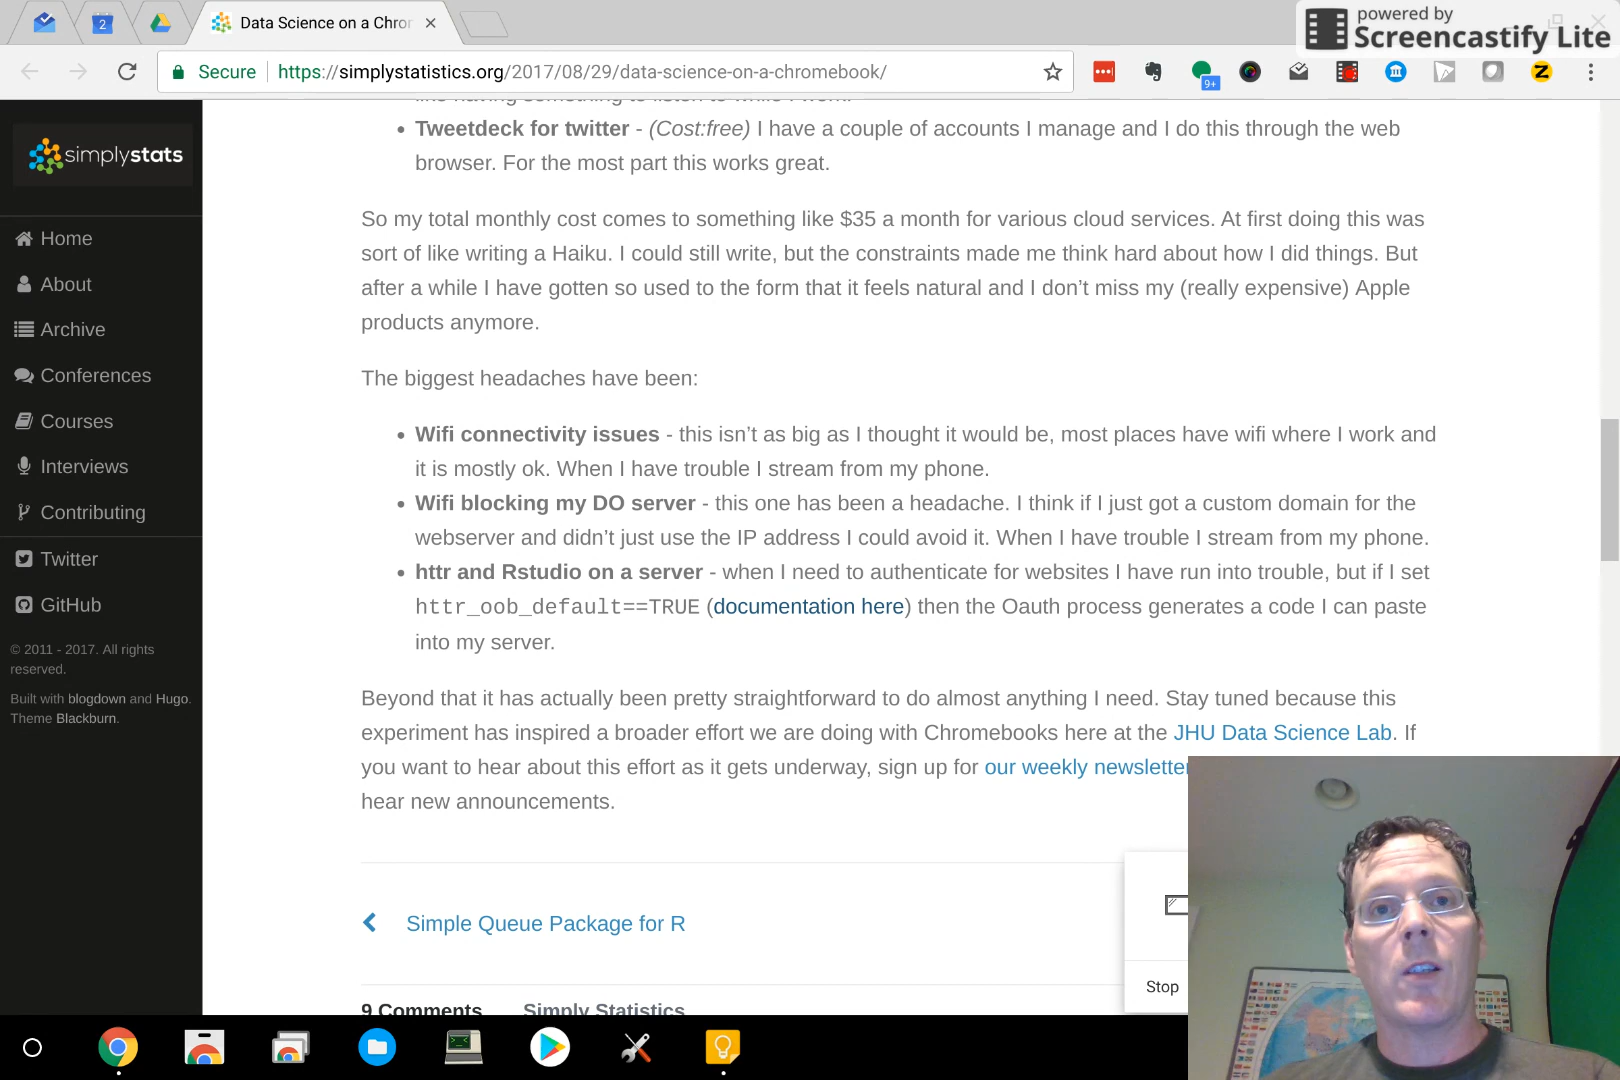 2
Data Science on a Chro
powered by
Screencastify Lite
Secure
https://simplystatistics.org/2017/08/29/data-science-on-a-chromebook/
9+
simplystats
Home
About
Archive
Conferences
Courses
Interviews
Contributing
Twitter
GitHub
© 2011 - 2017. All rights
reserved.
Built with blogdown and Hugo.
Theme Blackburn.
like having something to listen to while I work.
• Tweetdeck for twitter - (Cost:free) I have a couple of accounts I manage and I do this through the web
browser. For the most part this works great.
So my total monthly cost comes to something like $35 a month for various cloud services. At first doing this was
sort of like writing a Haiku. I could still write, but the constraints made me think hard about how I did things. But
after a while I have gotten so used to the form that it feels natural and I don’t miss my (really expensive) Apple
products anymore.
The biggest headaches have been:
• Wifi connectivity issues - this isn’t as big as I thought it would be, most places have wifi where I work and
it is mostly ok. When I have trouble I stream from my phone.
• Wifi blocking my DO server - this one has been a headache. I think if I just got a custom domain for the
webserver and didn’t just use the IP address I could avoid it. When I have trouble I stream from my phone.
• httr and Rstudio on a server - when I need to authenticate for websites I have run into trouble, but if I set
httr_oob_default==TRUE (documentation here) then the Oauth process generates a code I can paste
into my server.
Beyond that it has actually been pretty straightforward to do almost anything I need. Stay tuned because this
experiment has inspired a broader effort we are doing with Chromebooks here at the JHU Data Science Lab. If
you want to hear about this effort as it gets underway, sign up for our weekly newsletter
hear new announcements.
Simple Queue Package for R
Stop
9 Comments Simply Statistics